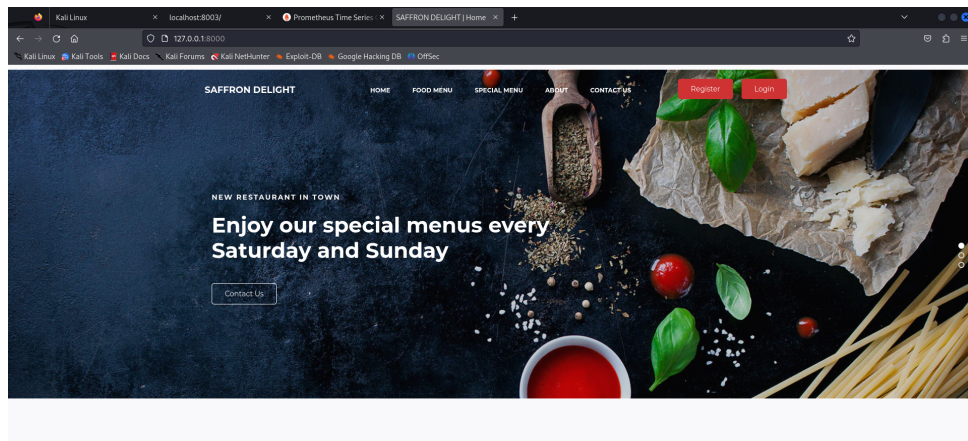 Kali Linux
localhost:8003/
Prometheus Time Series
SAFFRON DELIGHT | Home
127.0.0.1:8000
Kali Linux
Kali Tools
Kali Docs
Kali Forums
Kali NetHunter
Exploit-DB
Google Hacking DB
OffSec
SAFFRON DELIGHT
HOME
FOOD MENU
SPECIAL MENU
ABOUT
CONTACT US
Register
Login
NEW RESTAURANT IN TOWN
Enjoy our special menus every
Saturday and Sunday
Contact Us